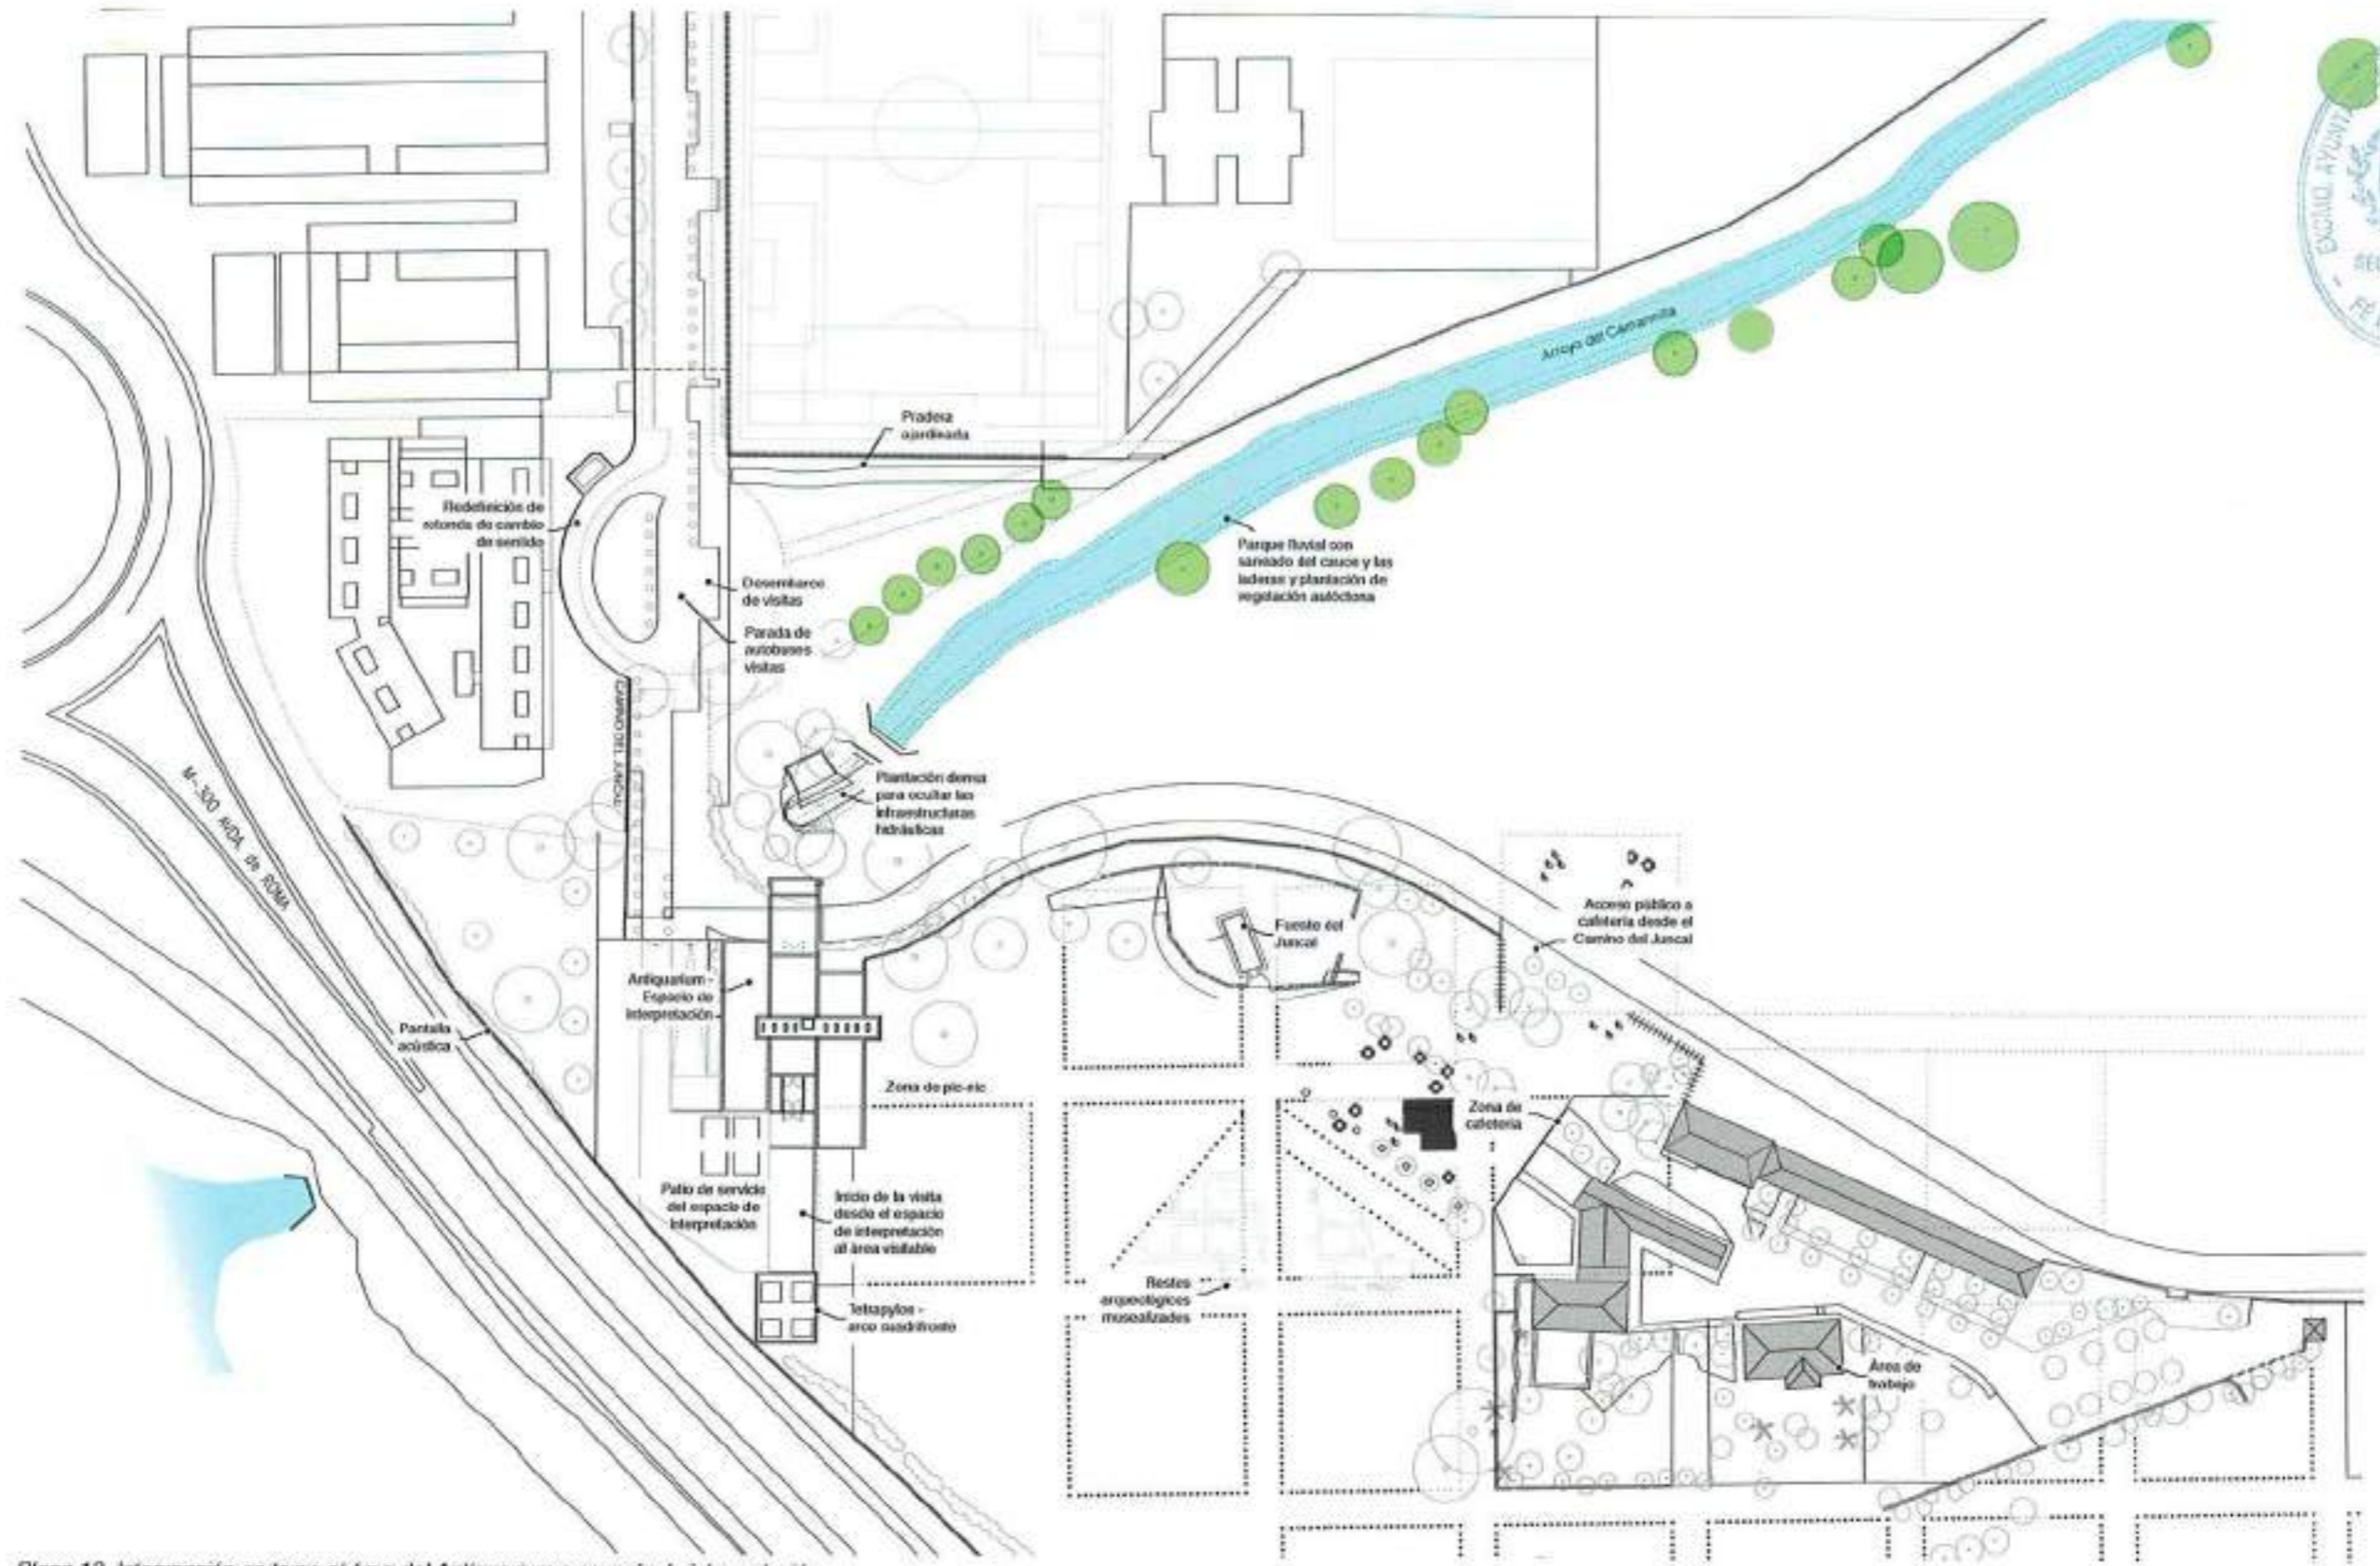 Pradera
ajardinada
Arroyo del Camarmilla
Redefinición de
rotonda de cambio
de sentido
Desembarco
de visitas
Parada de
autobuses
visitas
Parque fluvial con
saneado del cauce y las
laderas y plantación de
vegetación autóctona
CAMINO DEL JUNCAL
M-300 AVDA. de ROMA
Plantación densa
para ocultar las
infraestructuras
hidráulicas
Acceso público a
cafetería desde el
Camino del Juncal
Fuente del
Juncal
Antiquarium -
Espacio de
interpretación
Pantalla
acústica
Zona de pic-nic
Zona de
cafetería
Patio de servicio
del espacio de
interpretación
Inicio de la visita
desde el espacio
de interpretación
al área visitable
Restos
arqueológicos
musealizados
Tetrapylon -
arco cuadrifronte
Área de
trabajo
EXCMO. AYUNTA